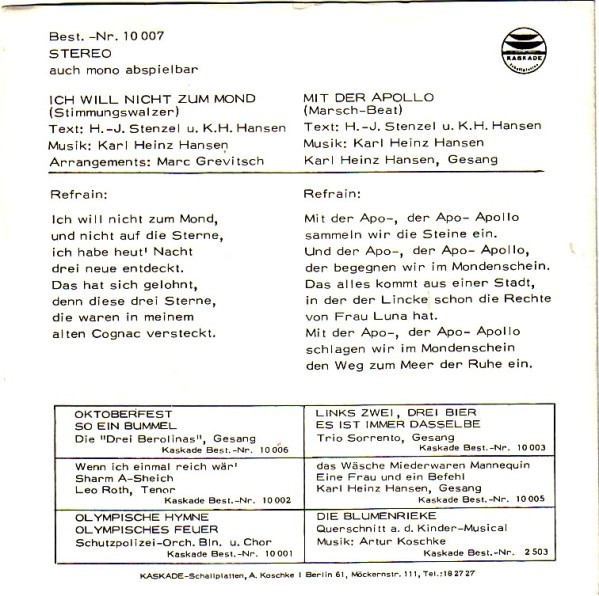 Best. -Nr. 10 007
STEREO
auch mono abspielbar
KASKADE
Schallplatten
ICH WILL NICHT ZUM MOND
(Stimmungswalzer)
Text: H.-J. Stenzel u. K.H. Hansen
Musik: Karl Heinz Hansen
Arrangements: Marc Grevitsch
MIT DER APOLLO
(Marsch-Beat)
Text: H.-J. Stenzel u. K.H. Hansen
Musik: Karl Heinz Hansen
Karl Heinz Hansen, Gesang
Refrain:
Ich will nicht zum Mond,
und nicht auf die Sterne,
ich habe heut' Nacht
drei neue entdeckt.
Das hat sich gelohnt,
denn diese drei Sterne,
die waren in meinem
alten Cognac versteckt.
Refrain:
Mit der Apo-, der Apo- Apollo
sammeln wir die Steine ein.
Und der Apo-, der Apo- Apollo,
der begegnen wir im Mondenschein.
Das alles kommt aus einer Stadt,
in der der Lincke schon die Rechte
von Frau Luna hat.
Mit der Apo-, der Apo- Apollo
schlagen wir im Mondenschein
den Weg zum Meer der Ruhe ein.
OKTOBERFEST
SO EIN BUMMEL
Die "Drei Berolinas", Gesang
Kaskade Best.-Nr. 10 006
LINKS ZWEI, DREI BIER
ES IST IMMER DASSELBE
Trio Sorrento, Gesang
Kaskade Best.-Nr. 10 003
Wenn ich einmal reich wär'
Sharm A-Sheich
Leo Roth, Tenor
Kaskade Best.-Nr. 10 002
das Wäsche Miederwaren Mannequin
Eine Frau und ein Befehl
Karl Heinz Hansen, Gesang
Kaskade Best.-Nr. 10 005
OLYMPISCHE HYMNE
OLYMPISCHES FEUER
Schutzpolizei-Orch. Bln. u. Chor
Kaskade Best.-Nr. 10 001
DIE BLUMENRIEKE
Querschnitt a. d. Kinder-Musical
Musik: Artur Koschke
Kaskade Best.-Nr. 2 503
KASKADE-Schallplatten, A. Koschke 1 Berlin 61, Möckernstr. 111, Tel.:18 27 27